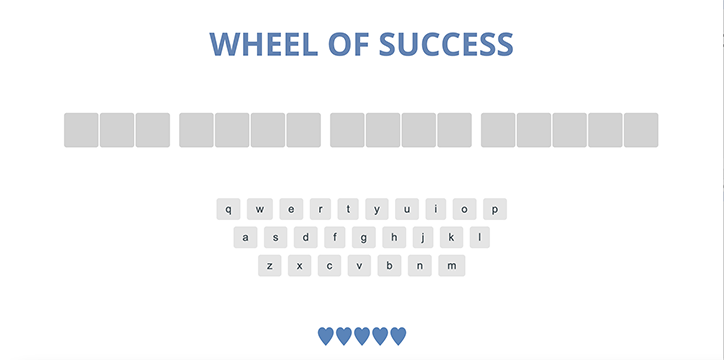 WHEEL OF SUCCESS
q w e r t y u i o p
a s d f g h j k l
z x c v b n m